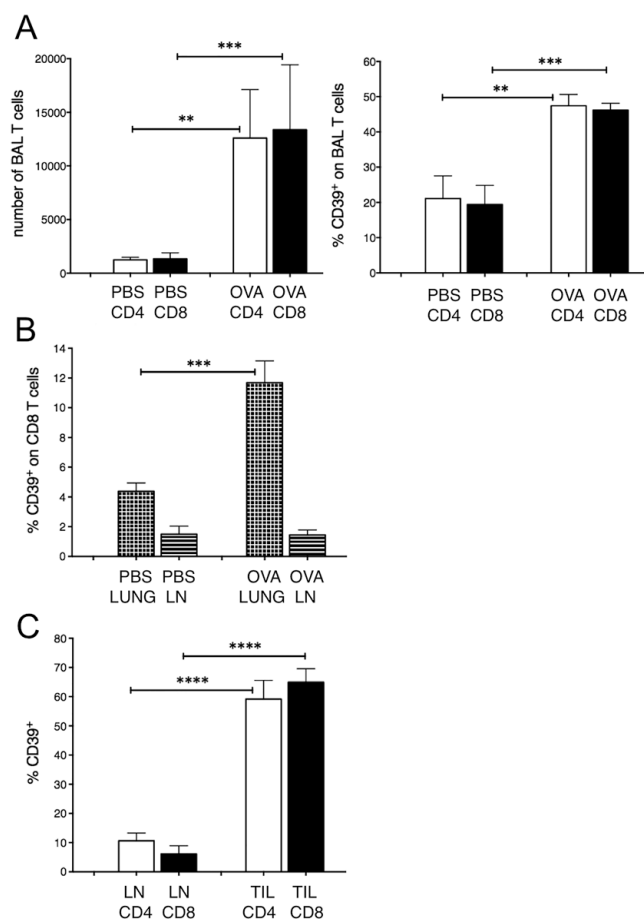 A
number of BAL T cells
20000
15000
10000
5000
0
**
***
PBS PBS OVA OVA
CD4 CD8 CD4 CD8
% CD39⁺ on BAL T cells
60
50
40
30
20
10
0
**
***
PBS PBS OVA OVA
CD4 CD8 CD4 CD8
B
% CD39⁺ on CD8 T cells
14
12
10
8
6
4
2
0
***
PBS PBS OVA OVA
LUNG LN LUNG LN
C
% CD39⁺
80
70
60
50
40
30
20
10
0
****
****
LN LN TIL TIL
CD4 CD8 CD4 CD8